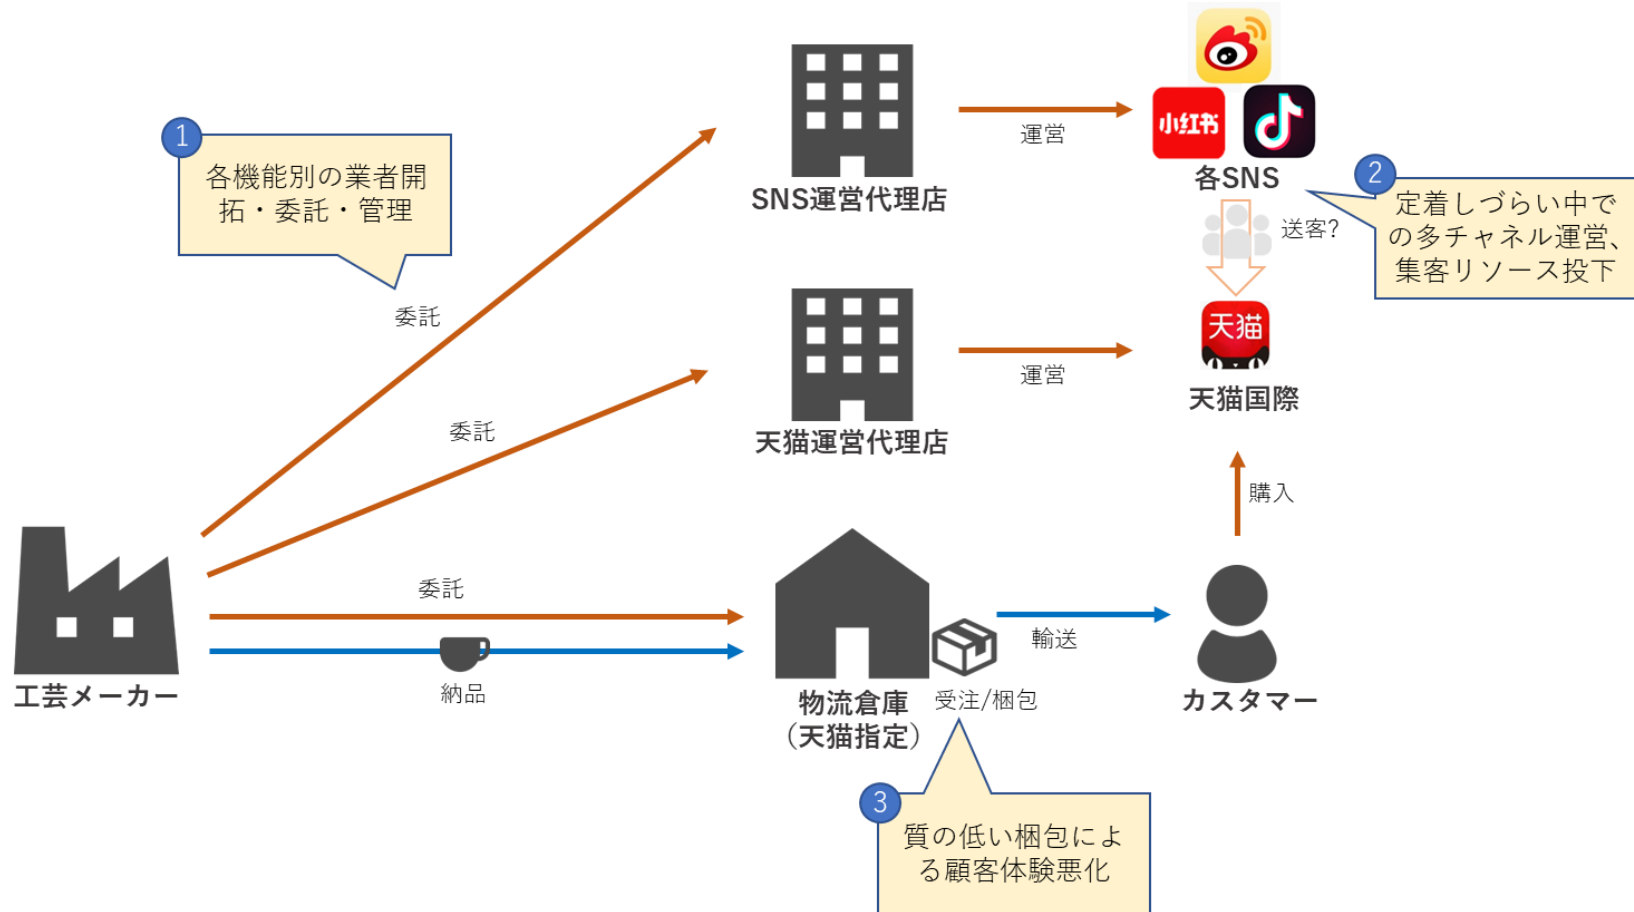 1
各機能別の業者開
拓・委託・管理
SNS運営代理店
運営
小红书
各SNS
2
定着しづらい中で
の多チャネル運営、
集客リソース投下
送客?
委託
天猫
運営
天猫国際
委託
天猫運営代理店
購入
委託
工芸メーカー
納品
物流倉庫
（天猫指定）
受注/梱包
輸送
カスタマー
3
質の低い梱包によ
る顧客体験悪化